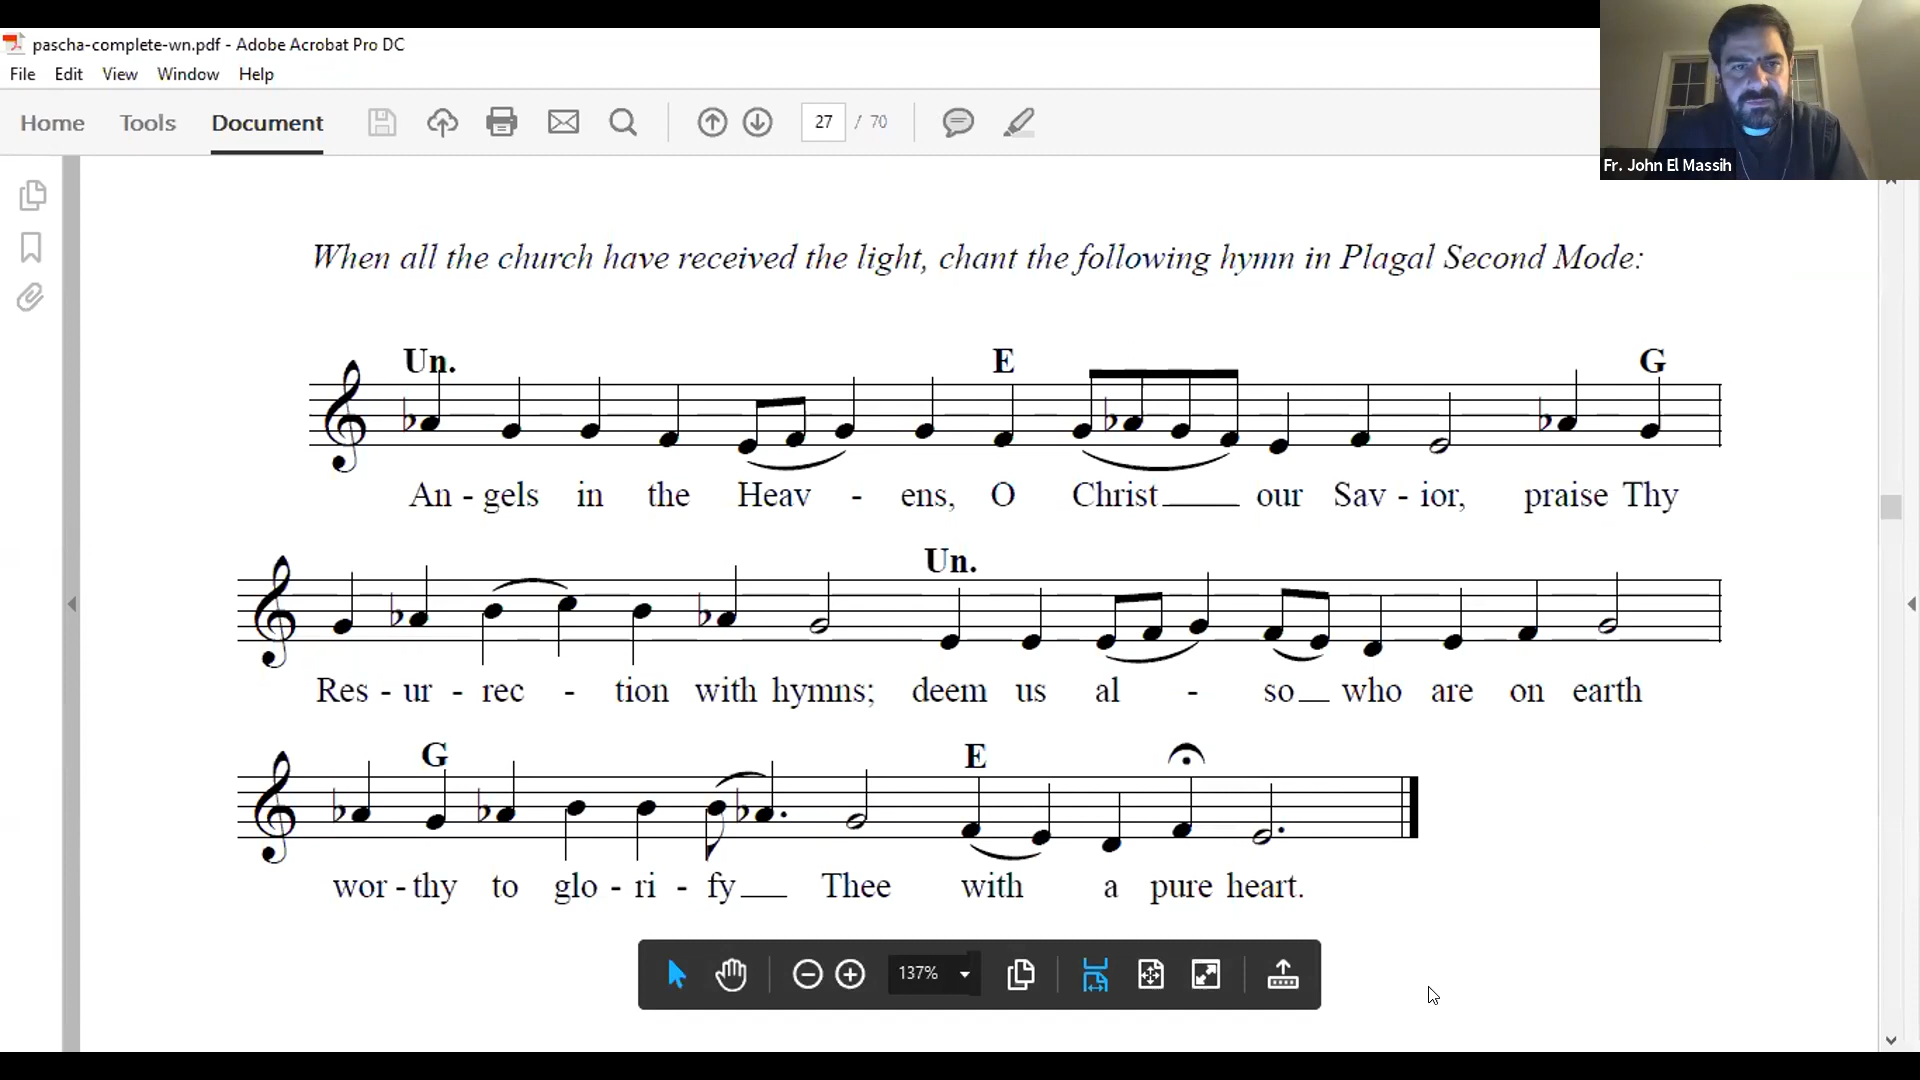 pascha-complete-wn.pdf - Adobe Acrobat Pro DC
File Edit View Window Help
Home Tools Document 27 / 70
Fr. John El Massih
When all the church have received the light, chant the following hymn in Plagal Second Mode:
Un. E G
An - gels in the Heav - ens, O Christ our Sav - ior, praise Thy
Un.
Res - ur - rec - tion with hymns; deem us al - so who are on earth
G E
wor - thy to glo - ri - fy Thee with a pure heart.
137%